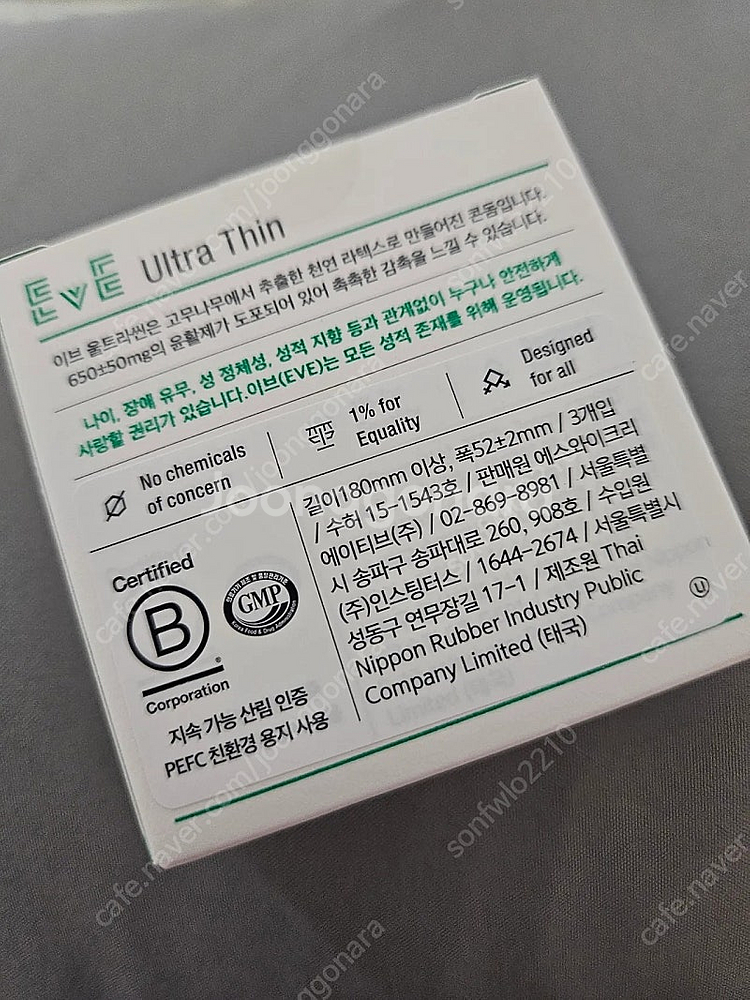 EVE Ultra Thin
이브 울트라씬은 고무나무에서 추출한 천연 라텍스로 만들어진 콘돔입니다.
650±50mg의 윤활제가 도포되어 있어 촉촉한 감촉을 느낄 수 있습니다.
나이, 장애 유무, 성 정체성, 성적 지향 등과 관계없이 누구나 안전하게
사랑할 권리가 있습니다.이브(EVE)는 모든 성적 존재를 위해 운영됩니다.
No chemicals
of concern
1% for
Equality
Designed
for all
Certified
B
®
Corporation
GMP
지속 가능 산림 인증
PEFC 친환경 용지 사용
길이180mm 이상, 폭52±2mm / 3개입
/ 수허 15-1543호 / 판매원 에스와이크리
에이티브(주) / 02-869-8981 / 서울특별
시 송파구 송파대로 260, 908호 / 수입원
(주)인스팅터스 / 1644-2674 / 서울특별시
성동구 연무장길 17-1 / 제조원 Thai
Nippon Rubber Industry Public
Company Limited (태국)
U
Joonggonara
cafe.naver.com/joonggonara
sonfwlo2210